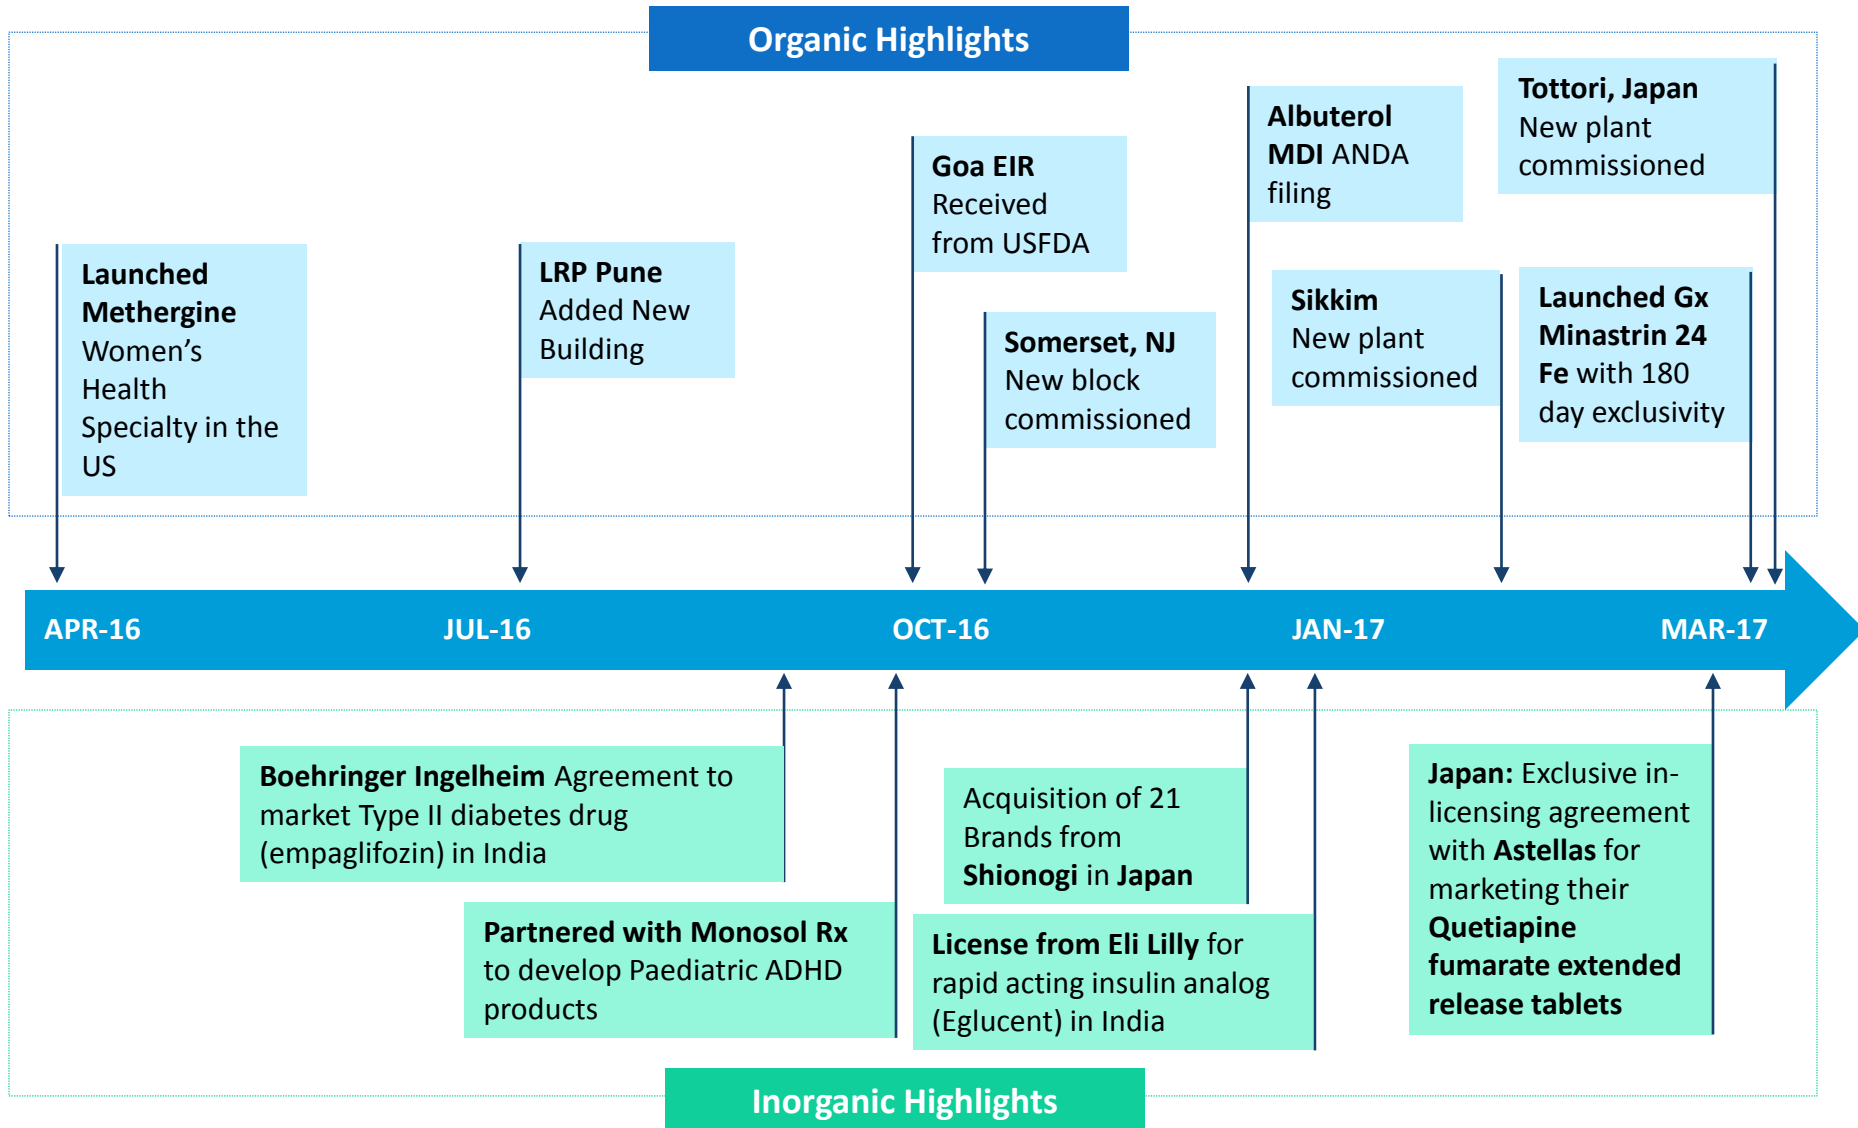 Organic Highlights
Launched
Methergine
Women’s
Health
Specialty in the
US
LRP Pune
Added New
Building
Goa EIR
Received
from USFDA
Somerset, NJ
New block
commissioned
Albuterol
MDI ANDA
filing
Sikkim
New plant
commissioned
Tottori, Japan
New plant
commissioned
Launched Gx
Minastrin 24
Fe with 180
day exclusivity
APR-16
JUL-16
OCT-16
JAN-17
MAR-17
Boehringer Ingelheim Agreement to
market Type II diabetes drug
(empaglifozin) in India
Partnered with Monosol Rx
to develop Paediatric ADHD
products
Acquisition of 21
Brands from
Shionogi in Japan
License from Eli Lilly for
rapid acting insulin analog
(Eglucent) in India
Japan: Exclusive in-
licensing agreement
with Astellas for
marketing their
Quetiapine
fumarate extended
release tablets
Inorganic Highlights